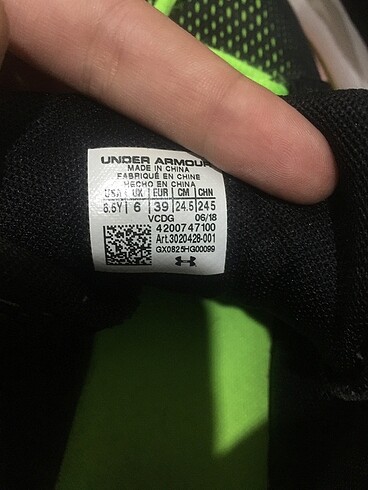 UNDER ARMOUR
MADE IN CHINA
FABRIQUÉ EN CHINE
HECHO EN CHINA
USA UK EUR CM CHN
6.5Y 6 39 24.5 245
VCDG 06/18
4200747100
Art.3020428-001
GX0825HG00099